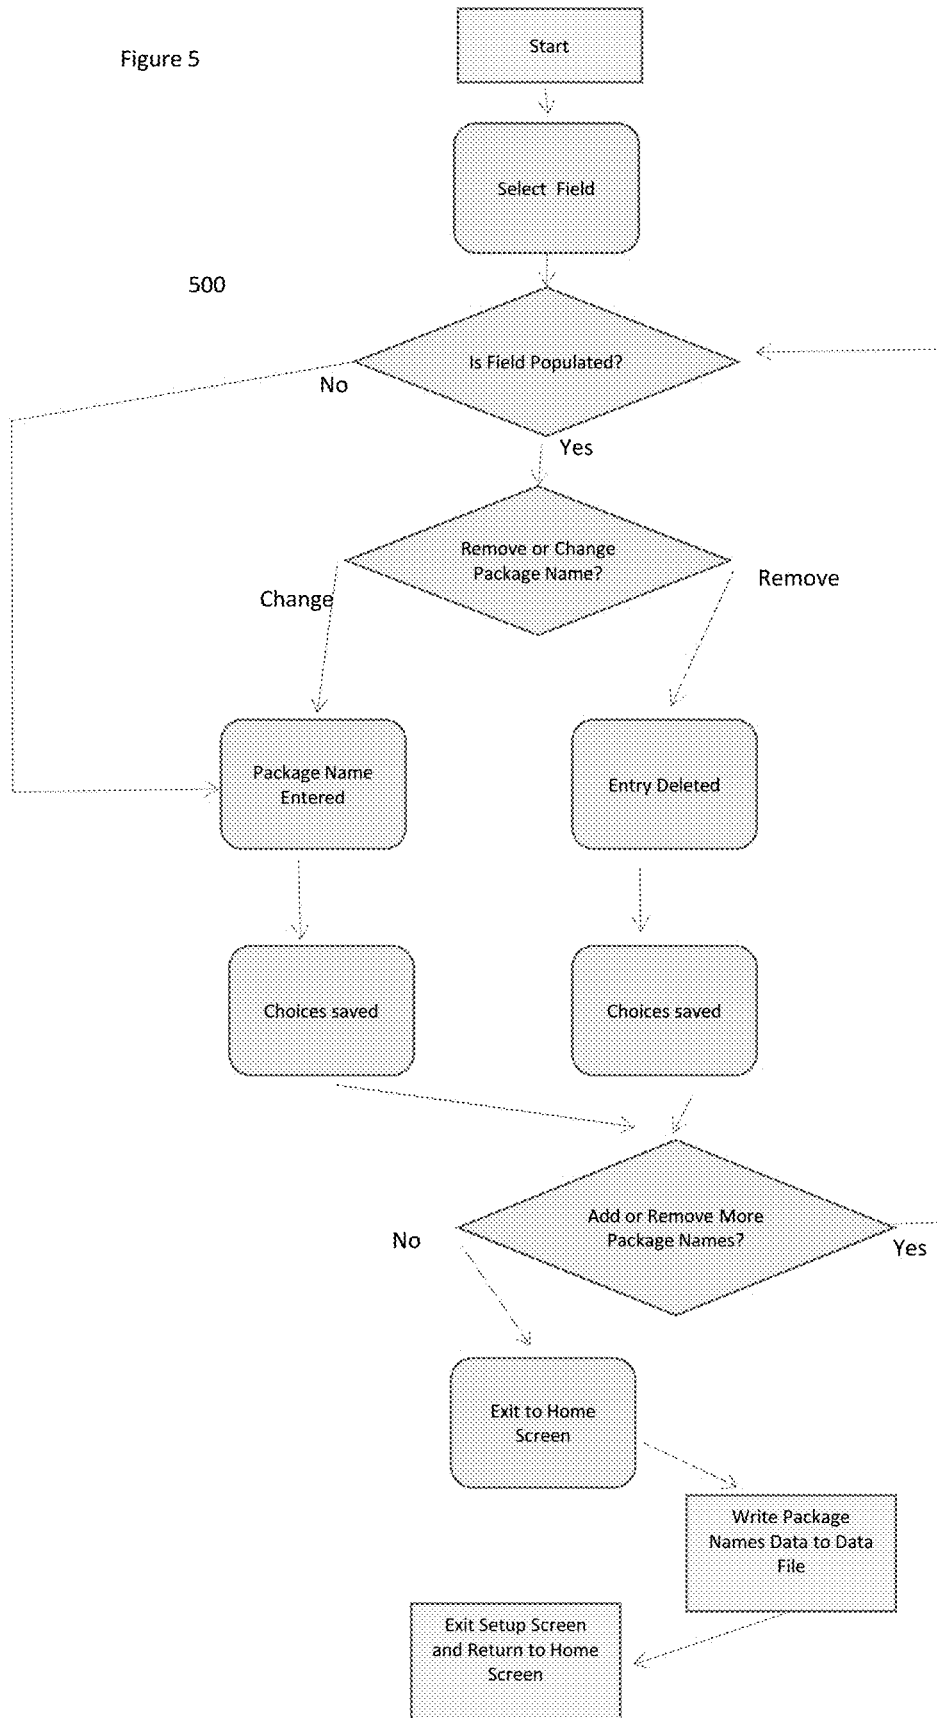 Figure 5
Start
Select Field
500
Is Field Populated?
No
Yes
Remove or Change
Package Name?
Change
Remove
Package Name
Entered
Entry Deleted
Choices saved
Choices saved
Add or Remove More
Package Names?
No
Yes
Exit to Home
Screen
Write Package
Names Data to Data
File
Exit Setup Screen
and Return to Home
Screen